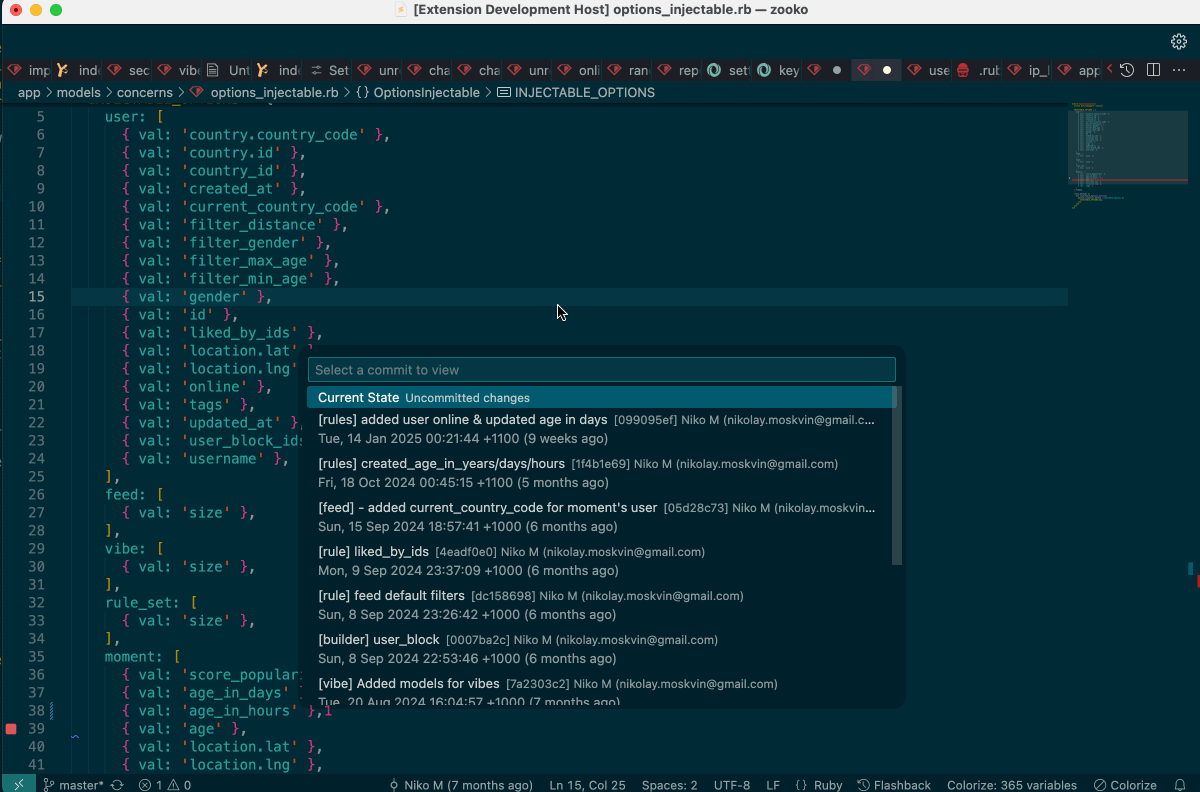 [Extension Development Host] options_injectable.rb — zooko
imp inde sec vibe Unt inde Set unr cha cha unr onli ran rep sett key use .rub ip_l app
app > models > concerns > options_injectable.rb > {} OptionsInjectable > INJECTABLE_OPTIONS
5 user: [
6 { val: 'country.country_code' },
7 { val: 'country.id' },
8 { val: 'country_id' },
9 { val: 'created_at' },
10 { val: 'current_country_code' },
11 { val: 'filter_distance' },
12 { val: 'filter_gender' },
13 { val: 'filter_max_age' },
14 { val: 'filter_min_age' },
15 { val: 'gender' },
16 { val: 'id' },
17 { val: 'liked_by_ids' },
18 { val: 'location.lat'
19 { val: 'location.lng'
20 { val: 'online' },
21 { val: 'tags' },
22 { val: 'updated_at' },
23 { val: 'user_block_ids
24 { val: 'username' },
25 ],
26 feed: [
27 { val: 'size' },
28 ],
29 vibe: [
30 { val: 'size' },
31 ],
32 rule_set: [
33 { val: 'size' },
34 ],
35 moment: [
36 { val: 'score_popular
37 { val: 'age_in_days'
38 { val: 'age_in_hours' },1
39 { val: 'age' },
40 { val: 'location.lat' },
41 { val: 'location.lng' },
Select a commit to view
Current State Uncommitted changes
[rules] added user online & updated age in days [099095ef] Niko M (nikolay.moskvin@gmail.c...
Tue, 14 Jan 2025 00:21:44 +1100 (9 weeks ago)
[rules] created_age_in_years/days/hours [1f4b1e69] Niko M (nikolay.moskvin@gmail.com)
Fri, 18 Oct 2024 00:45:15 +1100 (5 months ago)
[feed] - added current_country_code for moment's user [05d28c73] Niko M (nikolay.moskvin...
Sun, 15 Sep 2024 18:57:41 +1000 (6 months ago)
[rule] liked_by_ids [4eadf0e0] Niko M (nikolay.moskvin@gmail.com)
Mon, 9 Sep 2024 23:37:09 +1000 (6 months ago)
[rule] feed default filters [dc158698] Niko M (nikolay.moskvin@gmail.com)
Sun, 8 Sep 2024 23:26:42 +1000 (6 months ago)
[builder] user_block [0007ba2c] Niko M (nikolay.moskvin@gmail.com)
Sun, 8 Sep 2024 22:53:46 +1000 (6 months ago)
[vibe] Added models for vibes [7a2303c2] Niko M (nikolay.moskvin@gmail.com)
Tue, 20 Aug 2024 16:04:57 +1000 (7 months ago)
master* 1 0 Niko M (7 months ago) Ln 15, Col 25 Spaces: 2 UTF-8 LF {} Ruby Flashback Colorize: 365 variables Colorize